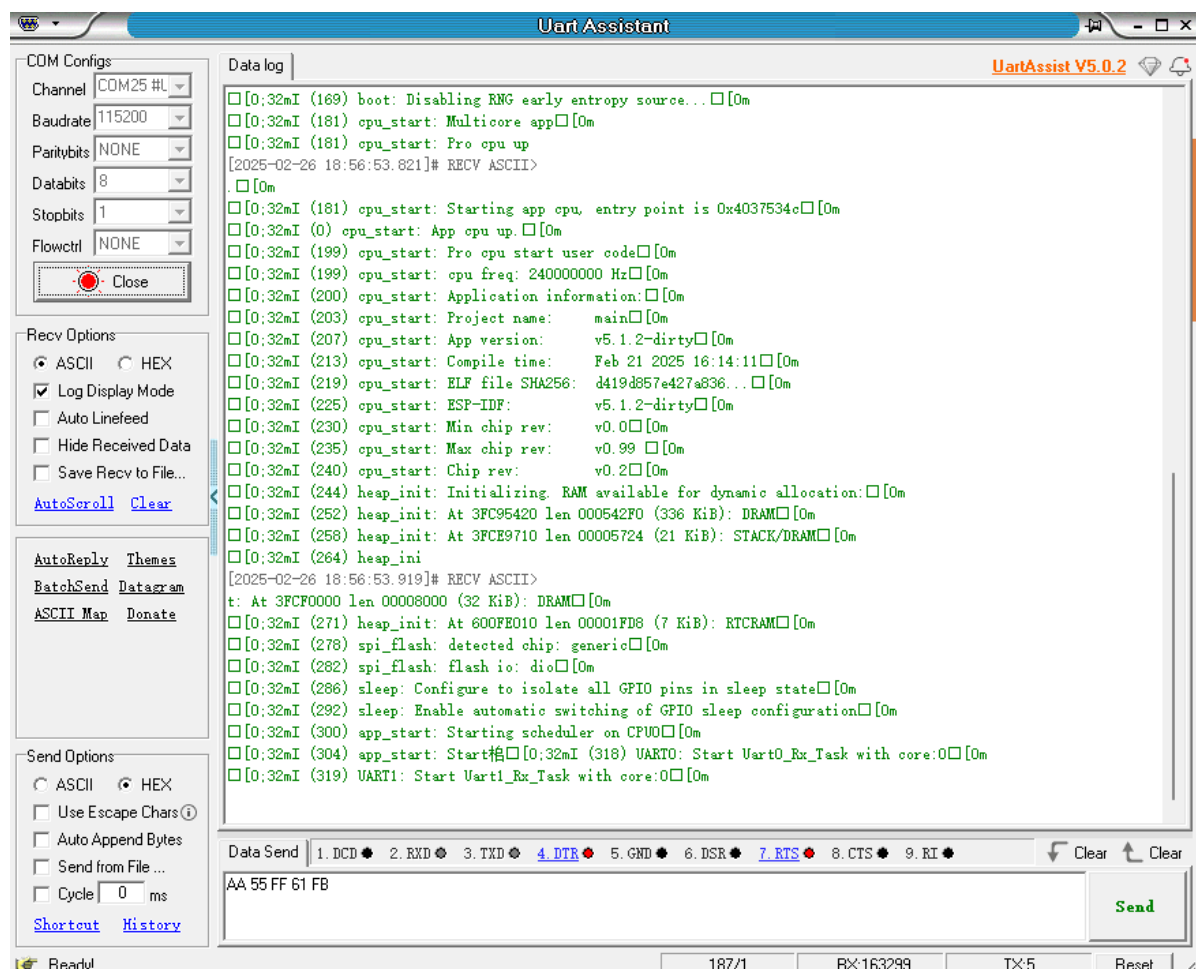 Uart Assistant
COM Configs
Channel COM25 #L
Baudrate 115200
Paritybits NONE
Databits 8
Stopbits 1
Flowctrl NONE
Close
Recv Options
ASCII HEX
Log Display Mode
Auto Linefeed
Hide Received Data
Save Recv to File...
AutoScroll Clear
AutoReply Themes
BatchSend Datagram
ASCII Map Donate
Send Options
ASCII HEX
Use Escape Chars
Auto Append Bytes
Send from File ...
Cycle 0 ms
Shortcut History
Data log
UartAssist V5.0.2
□[0;32mI (169) boot: Disabling RNG early entropy source...□[0m
□[0;32mI (181) cpu_start: Multicore app□[0m
□[0;32mI (181) cpu_start: Pro cpu up
[2025-02-26 18:56:53.821]# RECV ASCII>
.□[0m
□[0;32mI (181) cpu_start: Starting app cpu, entry point is 0x4037534c□[0m
□[0;32mI (0) cpu_start: App cpu up.□[0m
□[0;32mI (199) cpu_start: Pro cpu start user code□[0m
□[0;32mI (199) cpu_start: cpu freq: 240000000 Hz□[0m
□[0;32mI (200) cpu_start: Application information:□[0m
□[0;32mI (203) cpu_start: Project name: main□[0m
□[0;32mI (207) cpu_start: App version: v5.1.2-dirty□[0m
□[0;32mI (213) cpu_start: Compile time: Feb 21 2025 16:14:11□[0m
□[0;32mI (219) cpu_start: ELF file SHA256: d419d857e427a836...□[0m
□[0;32mI (225) cpu_start: ESP-IDF: v5.1.2-dirty□[0m
□[0;32mI (230) cpu_start: Min chip rev: v0.0□[0m
□[0;32mI (235) cpu_start: Max chip rev: v0.99 □[0m
□[0;32mI (240) cpu_start: Chip rev: v0.2□[0m
□[0;32mI (244) heap_init: Initializing. RAM available for dynamic allocation:□[0m
□[0;32mI (252) heap_init: At 3FC95420 len 000542F0 (336 KiB): DRAM□[0m
□[0;32mI (258) heap_init: At 3FCE9710 len 00005724 (21 KiB): STACK/DRAM□[0m
□[0;32mI (264) heap_ini
[2025-02-26 18:56:53.919]# RECV ASCII>
t: At 3FCF0000 len 00008000 (32 KiB): DRAM□[0m
□[0;32mI (271) heap_init: At 600FE010 len 00001FD8 (7 KiB): RTCRAM□[0m
□[0;32mI (278) spi_flash: detected chip: generic□[0m
□[0;32mI (282) spi_flash: flash io: dio□[0m
□[0;32mI (286) sleep: Configure to isolate all GPIO pins in sleep state□[0m
□[0;32mI (292) sleep: Enable automatic switching of GPIO sleep configuration□[0m
□[0;32mI (300) app_start: Starting scheduler on CPU0□[0m
□[0;32mI (304) app_start: Start□[0;32mI (318) UART0: Start Uart0_Rx_Task with core:0□[0m
□[0;32mI (319) UART1: Start Uart1_Rx_Task with core:0□[0m
Data Send 1. DCD 2. RXD 3. TXD 4. DTR 5. GND 6. DSR 7. RTS 8. CTS 9. RI Clear Clear
AA 55 FF 61 FB
Send
Ready! 187/1 RX:163299 TX:5 Reset